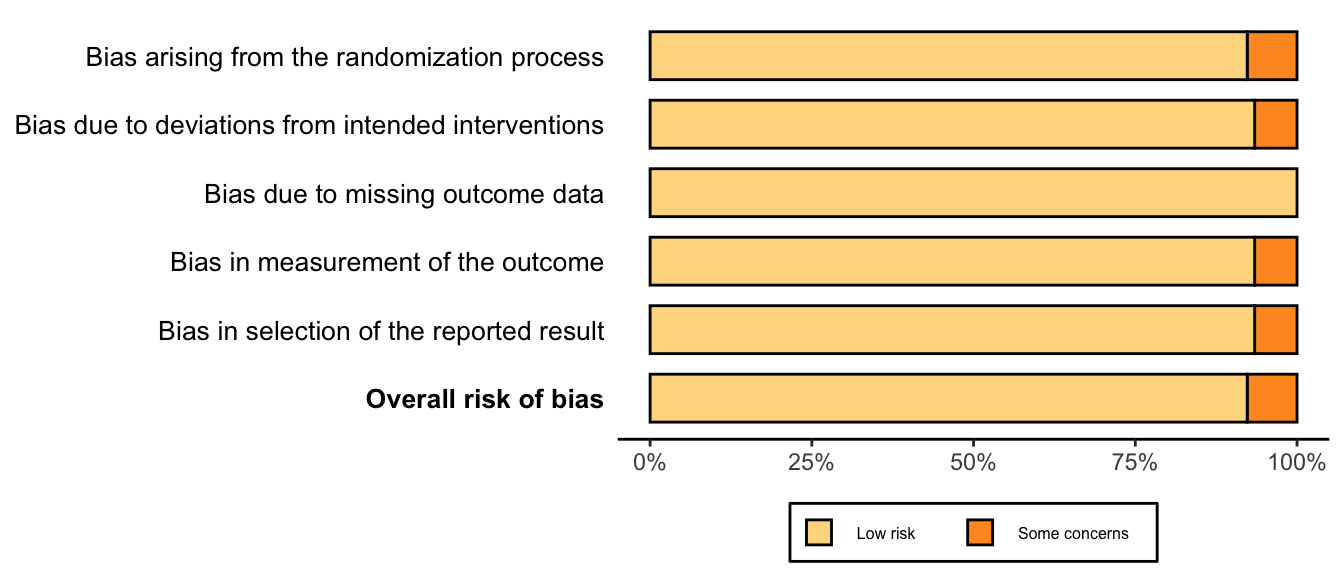 Bias arising from the randomization process
Bias due to deviations from intended interventions
Bias due to missing outcome data
Bias in measurement of the outcome
Bias in selection of the reported result
Overall risk of bias
0% 25% 50% 75% 100%
Low risk Some concerns